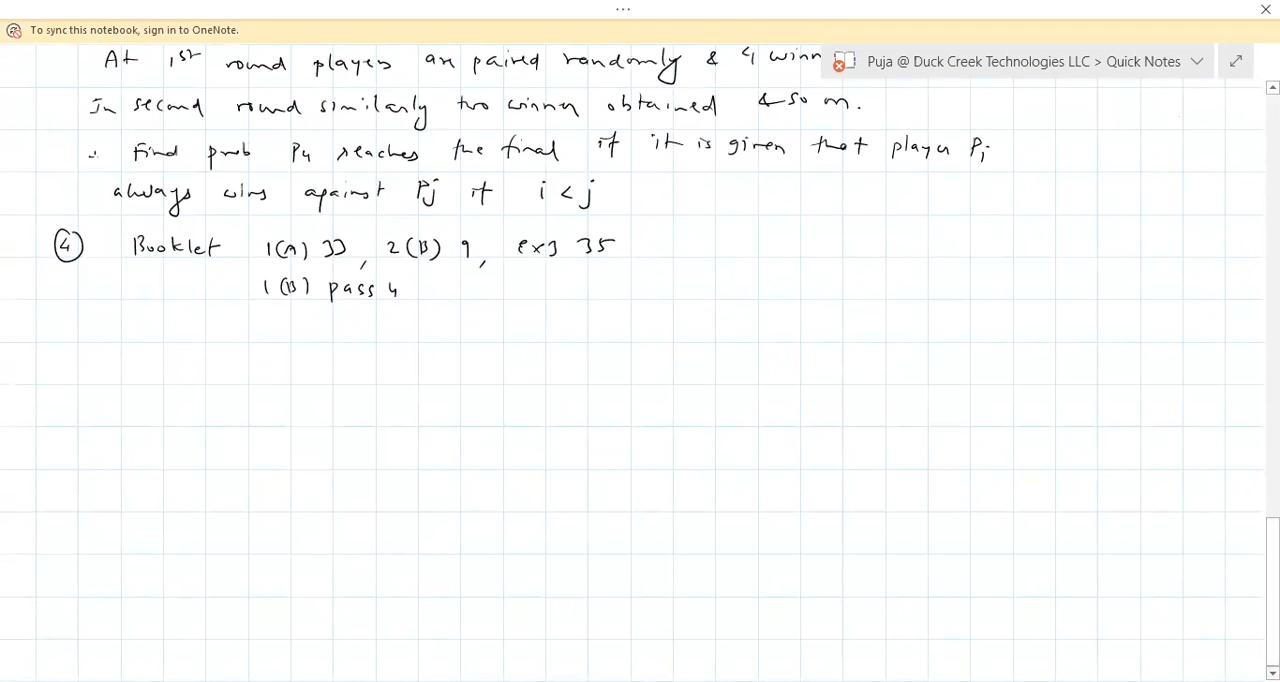 To sync this notebook, sign in to OneNote.
Puja @ Duck Creek Technologies LLC > Quick Notes
At 1st round players are paired randomly & 4 winn
In second round similarly two winner obtained & so on.
∴ Find prob P4 reaches the final if it is given that player Pi
always wins against Pj if i < j
④ Booklet 1(A) 33, 2(B) 9, ex3 35
1(B) pass 4